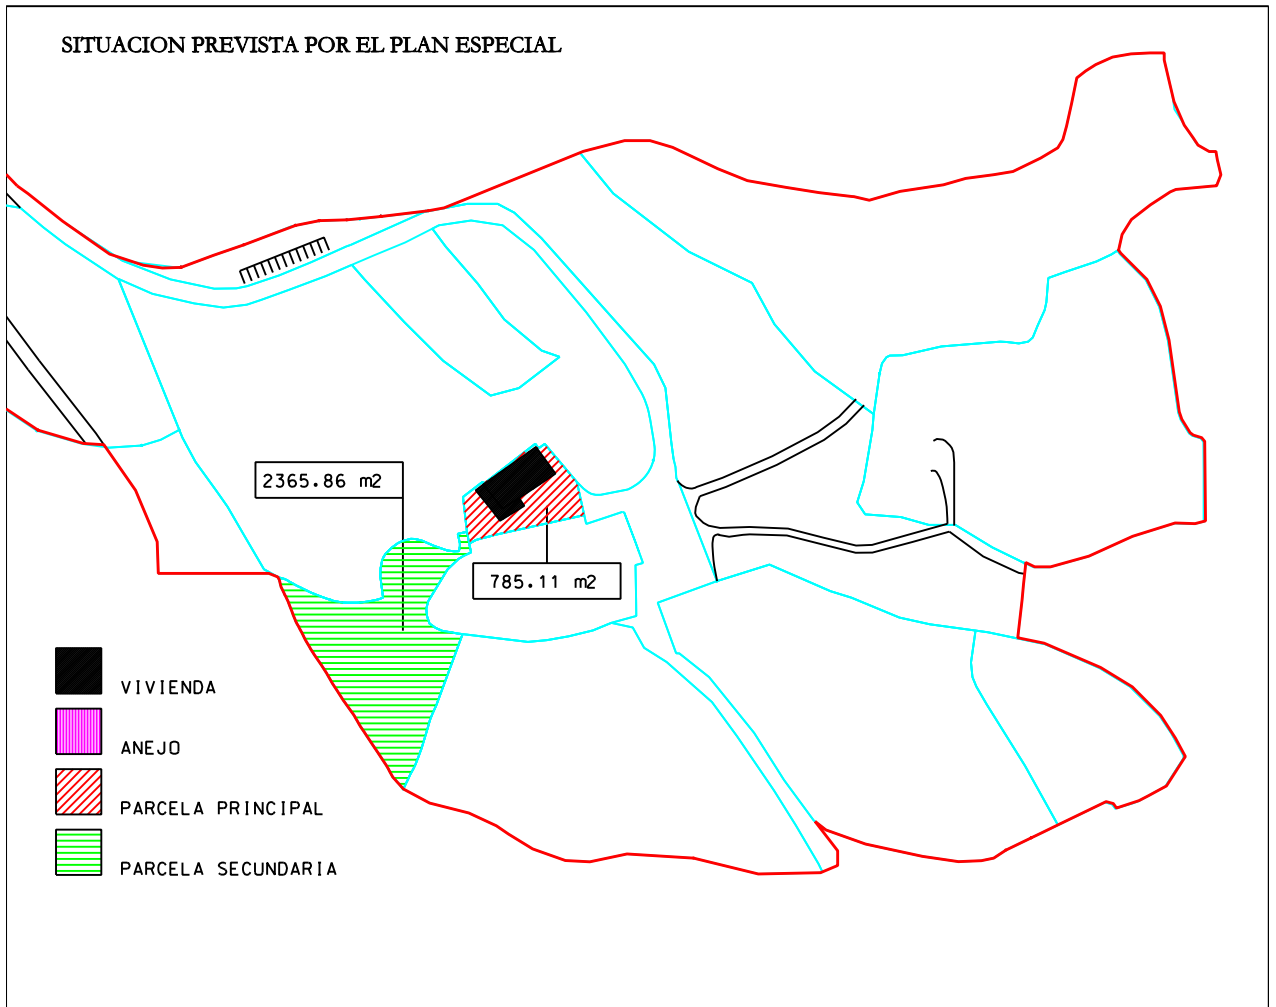 SITUACION PREVISTA POR EL PLAN ESPECIAL
2365.86 m2
785.11 m2
VIVIENDA
ANEJO
PARCELA PRINCIPAL
PARCELA SECUNDARIA